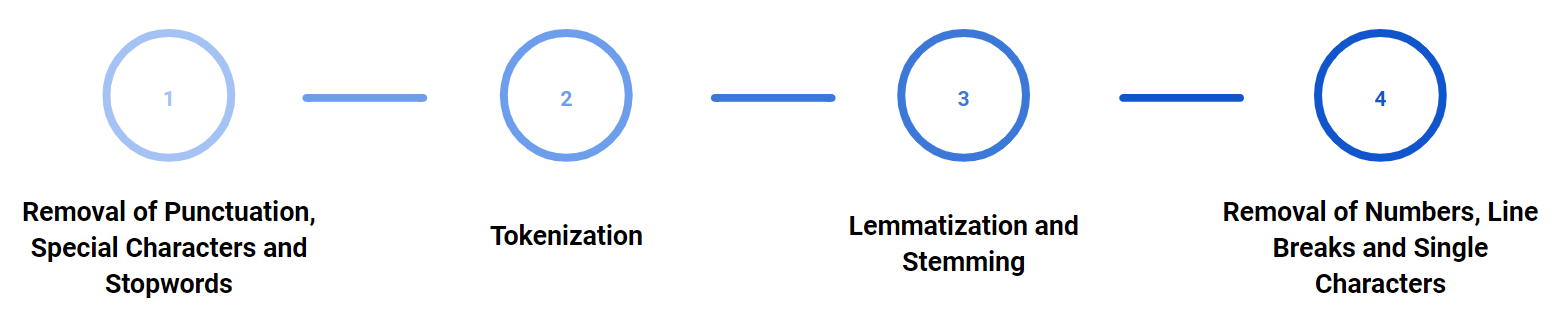 1
2
3
4
Removal of Punctuation,
Special Characters and
Stopwords
Tokenization
Lemmatization and
Stemming
Removal of Numbers, Line
Breaks and Single
Characters